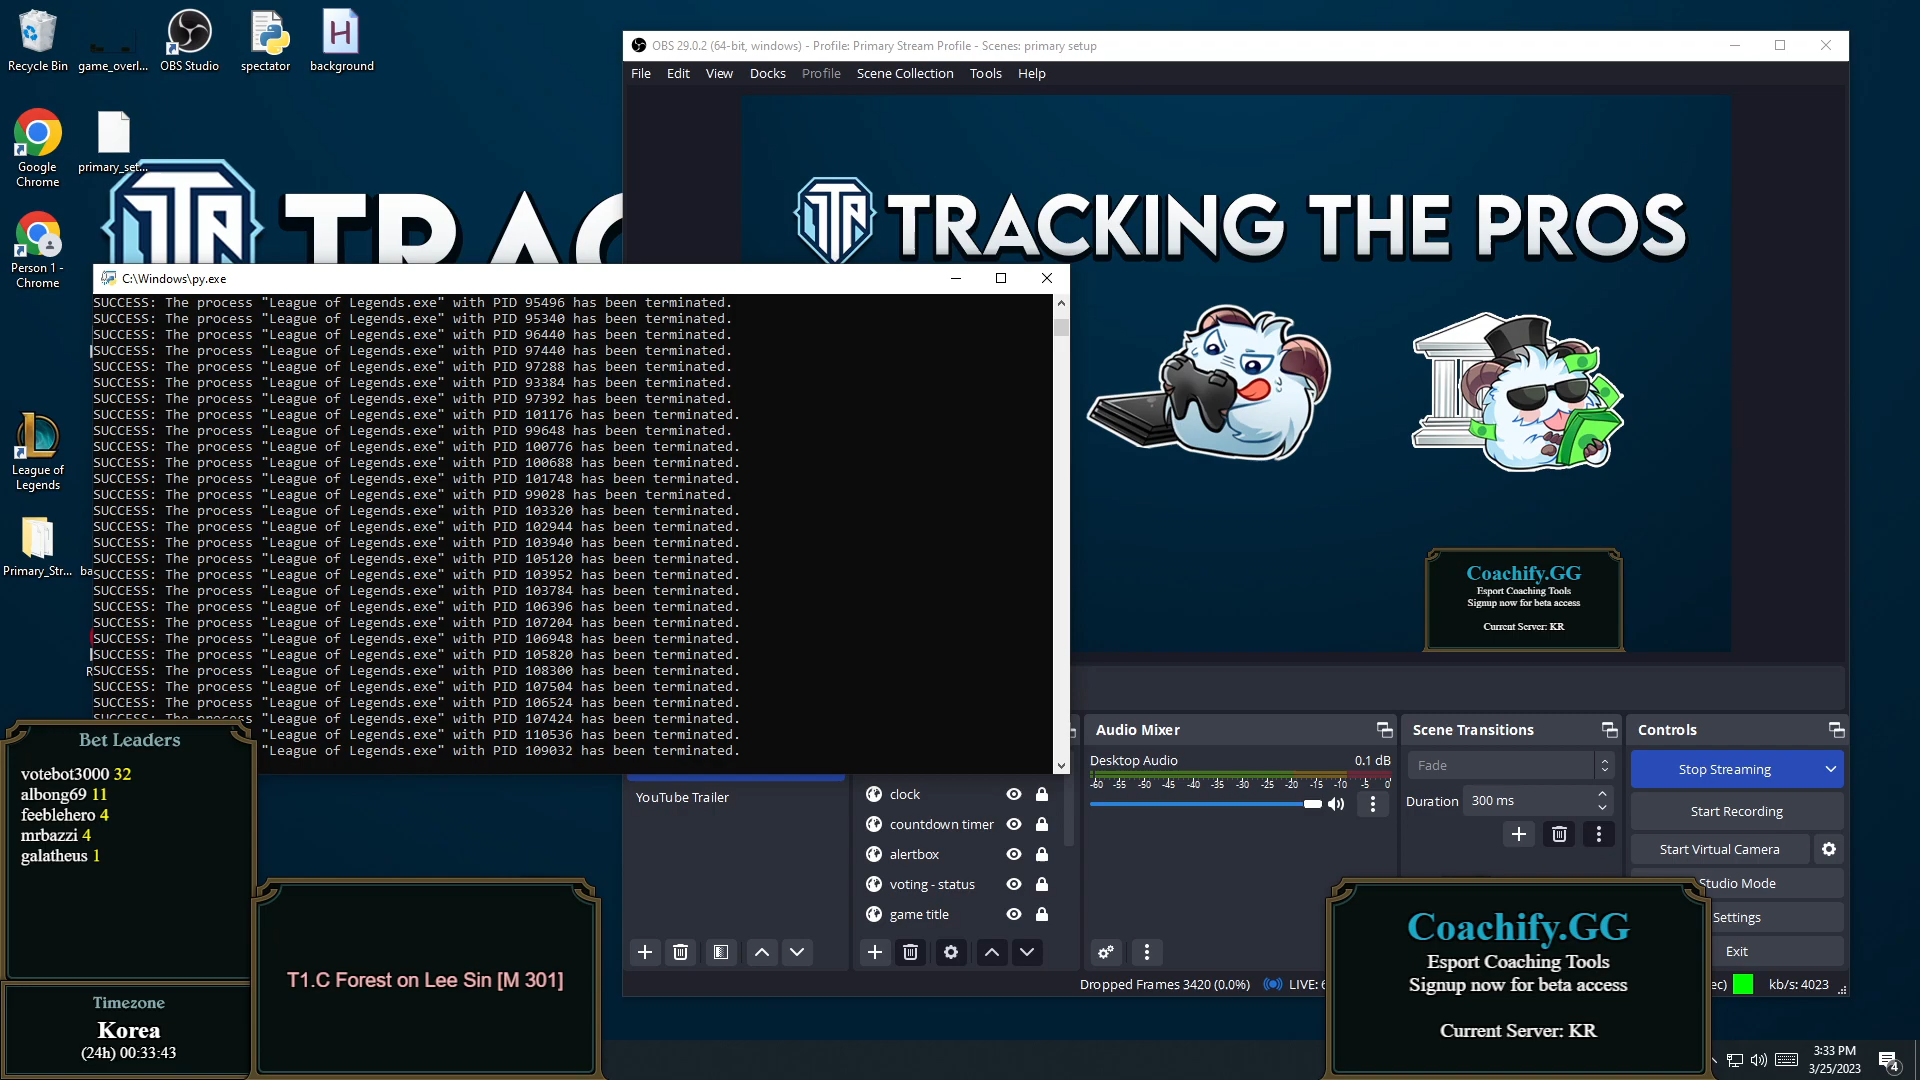 Recycle Bin
game_overl...
OBS Studio
spectator
background
Google
Chrome
primary_set...
Person 1 -
Chrome
League of
Legends
Primary_Str...
TRAC
OBS 29.0.2 (64-bit, windows) - Profile: Primary Stream Profile - Scenes: primary setup
File Edit View Docks Profile Scene Collection Tools Help
TRACKING THE PROS
Coachify.GG
Esport Coaching Tools
Signup now for beta access
Current Server: KR
C:\Windows\py.exe
SUCCESS: The process "League of Legends.exe" with PID 95496 has been terminated.
SUCCESS: The process "League of Legends.exe" with PID 95340 has been terminated.
SUCCESS: The process "League of Legends.exe" with PID 96440 has been terminated.
SUCCESS: The process "League of Legends.exe" with PID 97440 has been terminated.
SUCCESS: The process "League of Legends.exe" with PID 97288 has been terminated.
SUCCESS: The process "League of Legends.exe" with PID 93384 has been terminated.
SUCCESS: The process "League of Legends.exe" with PID 97392 has been terminated.
SUCCESS: The process "League of Legends.exe" with PID 101176 has been terminated.
SUCCESS: The process "League of Legends.exe" with PID 99648 has been terminated.
SUCCESS: The process "League of Legends.exe" with PID 100776 has been terminated.
SUCCESS: The process "League of Legends.exe" with PID 100688 has been terminated.
SUCCESS: The process "League of Legends.exe" with PID 101748 has been terminated.
SUCCESS: The process "League of Legends.exe" with PID 99028 has been terminated.
SUCCESS: The process "League of Legends.exe" with PID 103320 has been terminated.
SUCCESS: The process "League of Legends.exe" with PID 102944 has been terminated.
SUCCESS: The process "League of Legends.exe" with PID 103940 has been terminated.
SUCCESS: The process "League of Legends.exe" with PID 105120 has been terminated.
SUCCESS: The process "League of Legends.exe" with PID 103952 has been terminated.
SUCCESS: The process "League of Legends.exe" with PID 103784 has been terminated.
SUCCESS: The process "League of Legends.exe" with PID 106396 has been terminated.
SUCCESS: The process "League of Legends.exe" with PID 107204 has been terminated.
SUCCESS: The process "League of Legends.exe" with PID 106948 has been terminated.
SUCCESS: The process "League of Legends.exe" with PID 105820 has been terminated.
SUCCESS: The process "League of Legends.exe" with PID 108300 has been terminated.
SUCCESS: The process "League of Legends.exe" with PID 107504 has been terminated.
SUCCESS: The process "League of Legends.exe" with PID 106524 has been terminated.
SUCCESS: The process "League of Legends.exe" with PID 107424 has been terminated.
"League of Legends.exe" with PID 110536 has been terminated.
"League of Legends.exe" with PID 109032 has been terminated.
Bet Leaders
votebot3000 32
albong69 11
feeblehero 4
mrbazzi 4
galatheus 1
Timezone
Korea
(24h) 00:33:43
T1.C Forest on Lee Sin [M 301]
YouTube Trailer
clock
countdown timer
alertbox
voting - status
game title
Audio Mixer
Desktop Audio 0.1 dB
-60 -55 -50 -45 -40 -35 -30 -25 -20 -15 -10 -5 0
Scene Transitions
Fade
Duration 300 ms
Controls
Stop Streaming
Start Recording
Start Virtual Camera
Studio Mode
Settings
Exit
Dropped Frames 3420 (0.0%) LIVE: kb/s: 4023
Coachify.GG
Esport Coaching Tools
Signup now for beta access
Current Server: KR
3:33 PM
3/25/2023
4